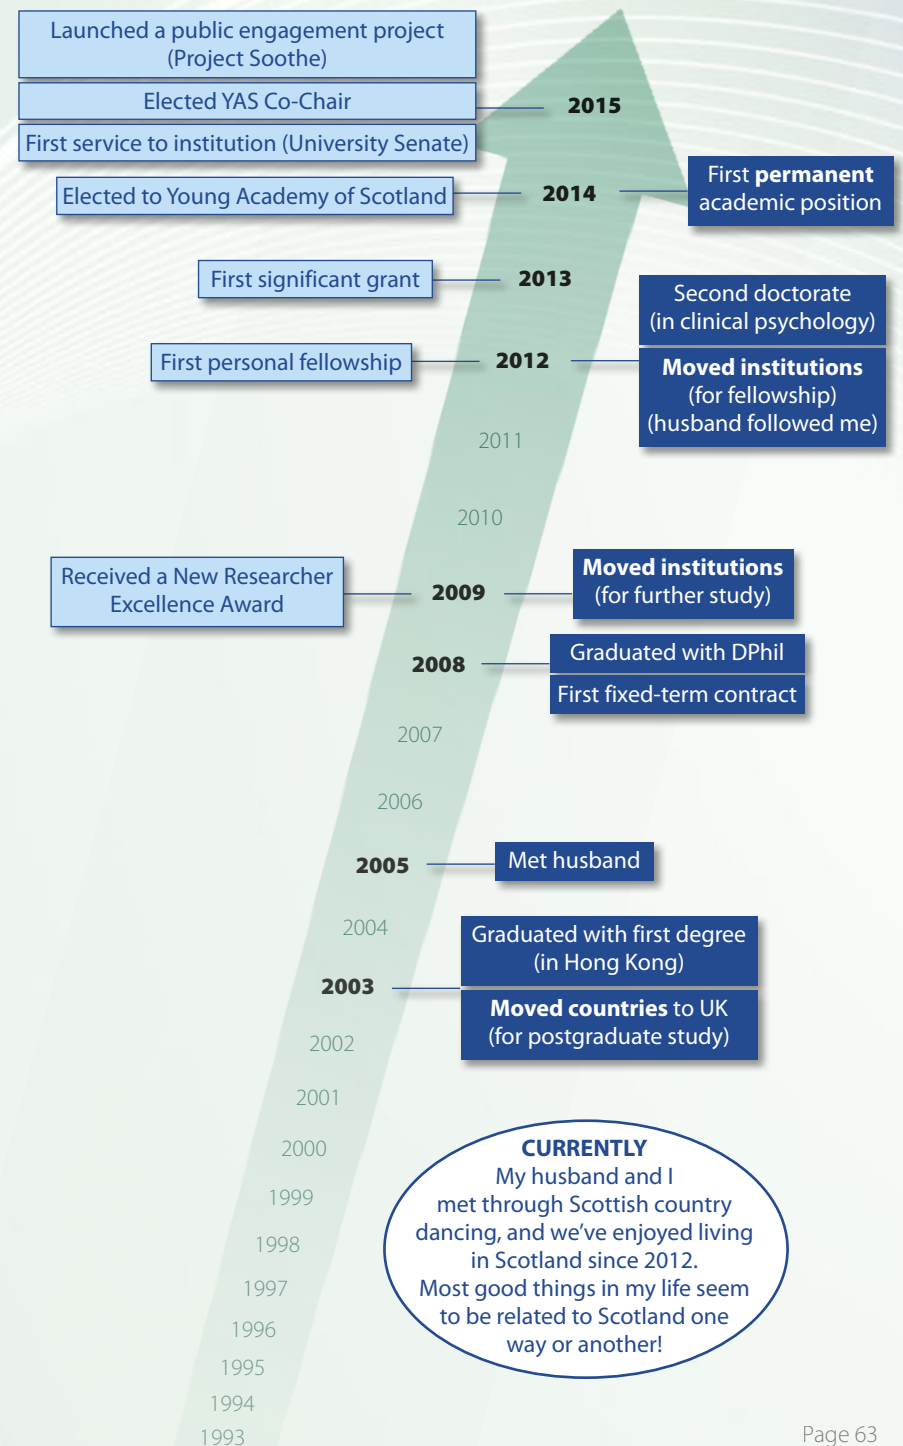 Launched a public engagement project
(Project Soothe)
Elected YAS Co-Chair
2015
First service to institution (University Senate)
Elected to Young Academy of Scotland
2014
First permanent
academic position
First significant grant
2013
Second doctorate
(in clinical psychology)
First personal fellowship
2012
Moved institutions
(for fellowship)
(husband followed me)
2011
2010
Received a New Researcher
Excellence Award
2009
Moved institutions
(for further study)
2008
Graduated with DPhil
First fixed-term contract
2007
2006
2005
Met husband
2004
Graduated with first degree
(in Hong Kong)
2003
Moved countries to UK
(for postgraduate study)
2002
2001
2000
1999
1998
1997
1996
1995
1994
1993
CURRENTLY
My husband and I
met through Scottish country
dancing, and we’ve enjoyed living
in Scotland since 2012.
Most good things in my life seem
to be related to Scotland one
way or another!
Page 63